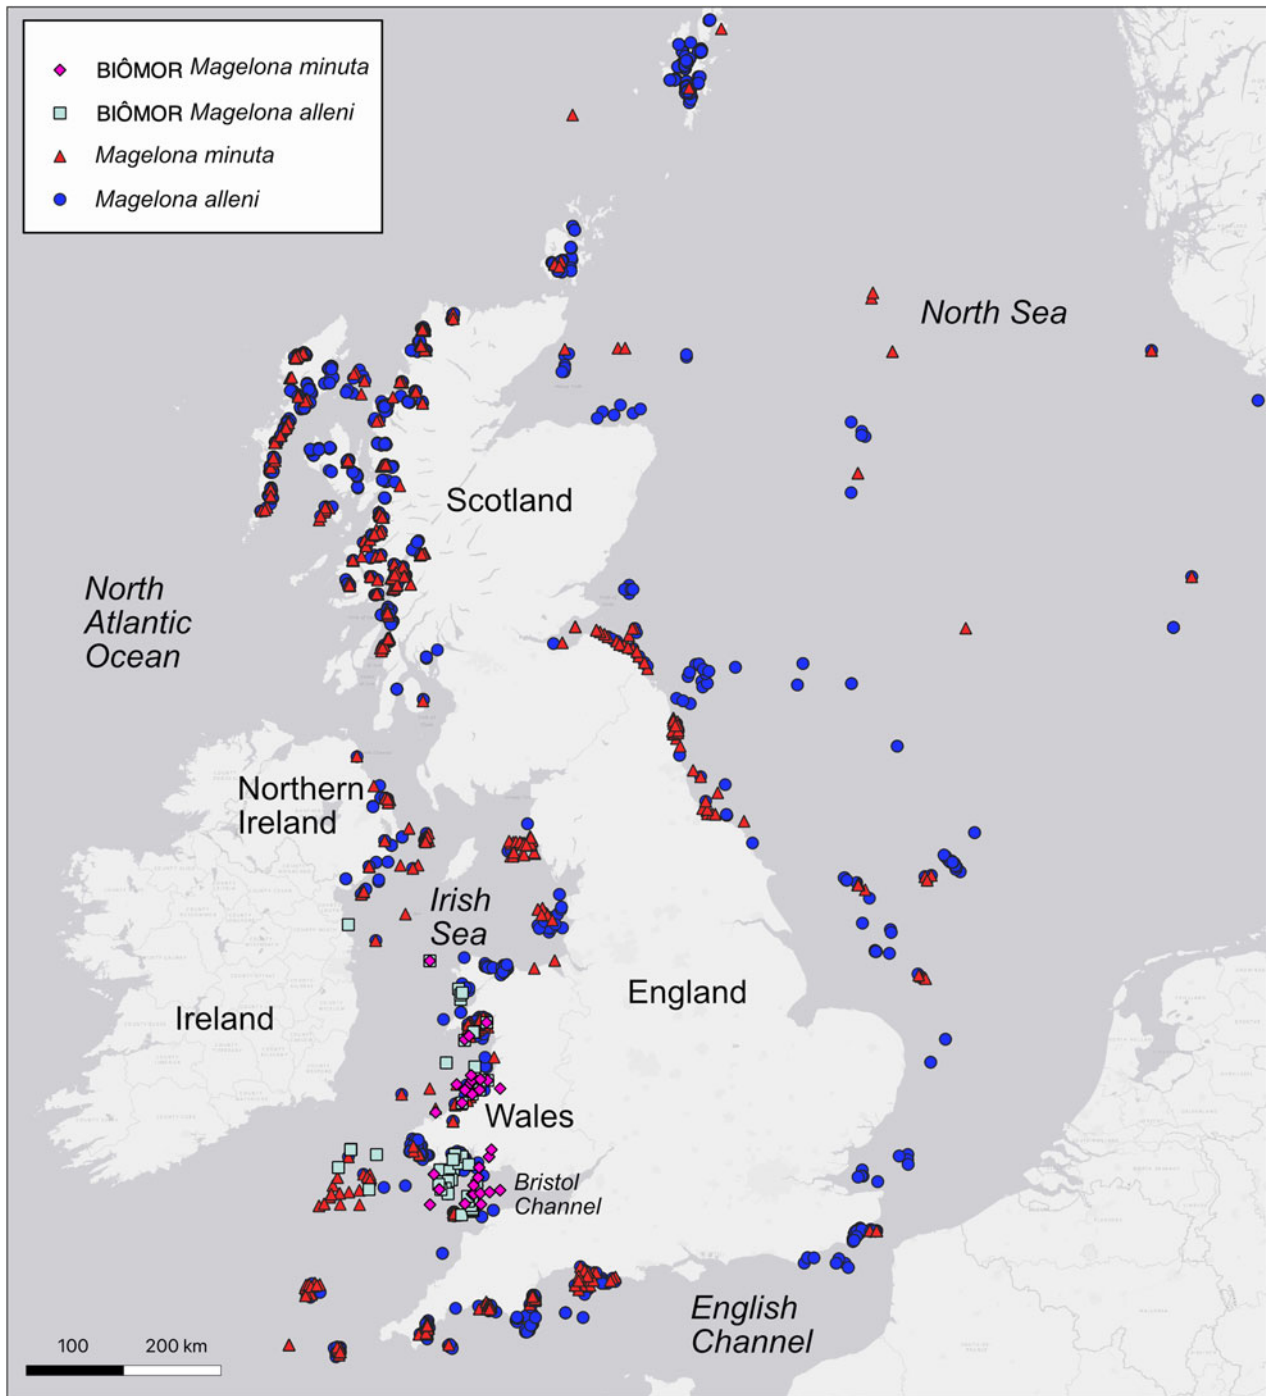 BIÔMOR Magelona minuta
BIÔMOR Magelona alleni
Magelona minuta
Magelona alleni
North Sea
Scotland
North
Atlantic
Ocean
Northern
Ireland
Irish
Sea
England
Ireland
Wales
Bristol
Channel
English
Channel
100 200 km